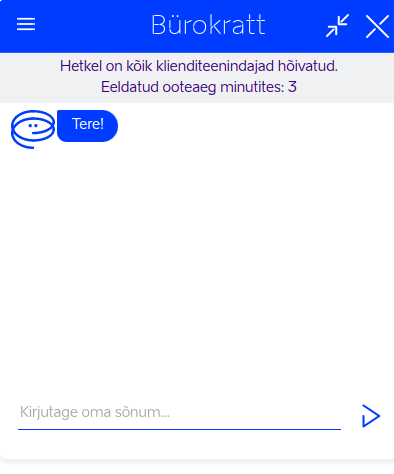 Bürokratt
Hetkel on kõik klienditeenindajad hõivatud.
Eeldatud ooteaeg minutites: 3
Tere!
Kirjutage oma sõnum...